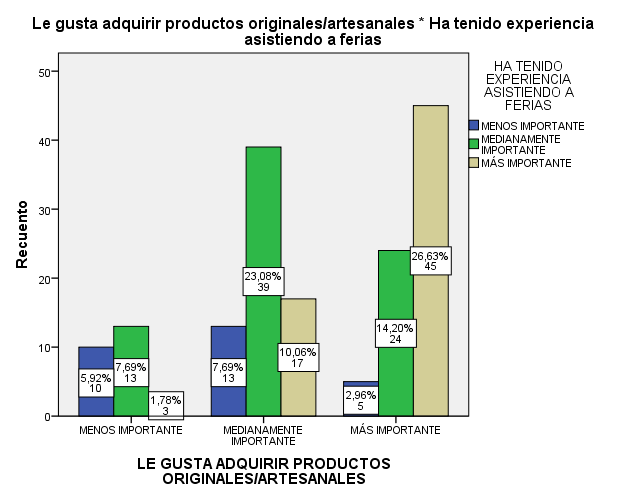 Le gusta adquirir productos originales/artesanales * Ha tenido experiencia
asistiendo a ferias
HA TENIDO
EXPERIENCIA
ASISTIENDO A
FERIAS
MENOS IMPORTANTE
MEDIANAMENTE
IMPORTANTE
MÁS IMPORTANTE
Recuento
50
40
30
20
10
0
5,92%
10
7,69%
13
1,78%
3
7,69%
13
23,08%
39
10,06%
17
2,96%
5
14,20%
24
26,63%
45
MENOS IMPORTANTE
MEDIANAMENTE
IMPORTANTE
MÁS IMPORTANTE
LE GUSTA ADQUIRIR PRODUCTOS
ORIGINALES/ARTESANALES